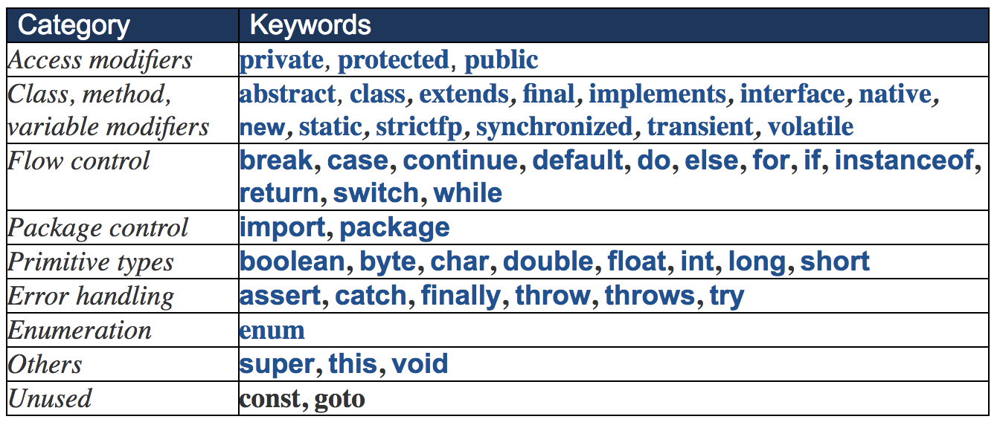 Category Keywords
Access modifiers private, protected, public
Class, method, abstract, class, extends, final, implements, interface, native,
variable modifiers new, static, strictfp, synchronized, transient, volatile
Flow control break, case, continue, default, do, else, for, if, instanceof,
return, switch, while
Package control import, package
Primitive types boolean, byte, char, double, float, int, long, short
Error handling assert, catch, finally, throw, throws, try
Enumeration enum
Others super, this, void
Unused const, goto